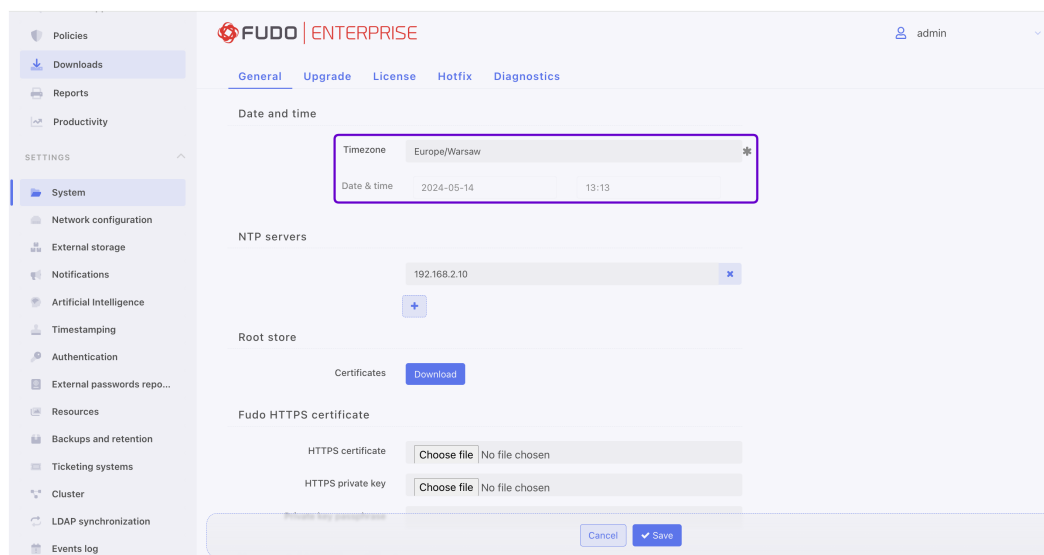 Policies
Downloads
Reports
Productivity
SETTINGS
System
Network configuration
External storage
Notifications
Artificial Intelligence
Timestamping
Authentication
External passwords repo...
Resources
Backups and retention
Ticketing systems
Cluster
LDAP synchronization
Events log
FUDO | ENTERPRISE
admin
General Upgrade License Hotfix Diagnostics
Date and time
Timezone Europe/Warsaw
Date & time 2024-05-14 13:13
NTP servers
192.168.2.10
Root store
Certificates Download
Fudo HTTPS certificate
HTTPS certificate Choose file No file chosen
HTTPS private key Choose file No file chosen
Private key passphrase
Cancel Save